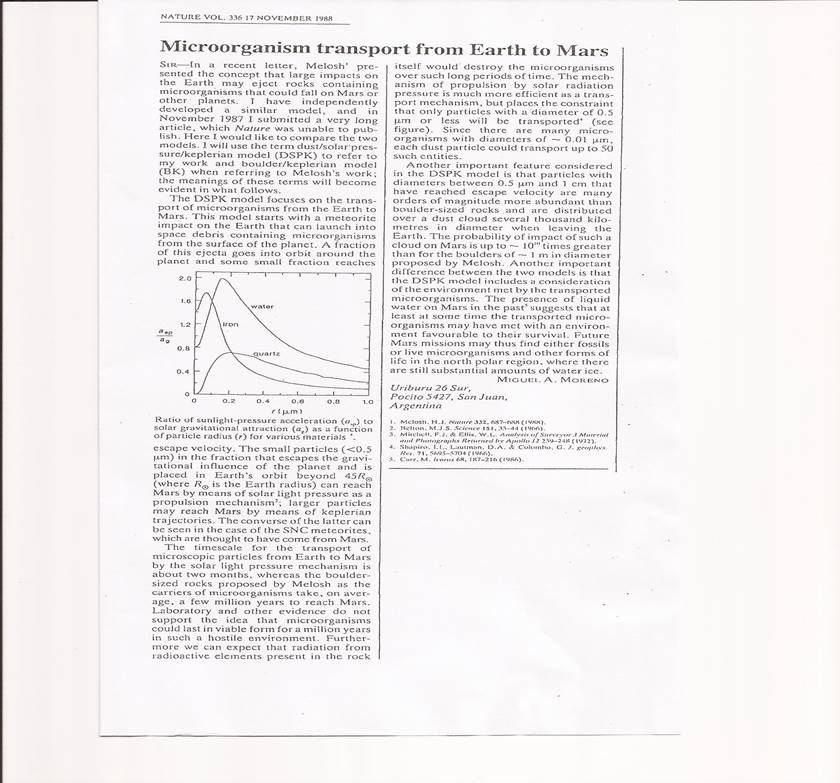 NATURE VOL. 336 17 NOVEMBER 1988
Microorganism transport from Earth to Mars
SIR—In a recent letter, Melosh¹ pre-
sented the concept that large impacts on
the Earth may eject rocks containing
microorganisms that could fall on Mars or
other planets. I have independently
developed a similar model, and in
November 1987 I submitted a very long
article, which Nature was unable to pub-
lish. Here I would like to compare the two
models. I will use the term dust/solar pres-
sure/keplerian model (DSPK) to refer to
my work and boulder/keplerian model
(BK) when referring to Melosh's work;
the meanings of these terms will become
evident in what follows.
The DSPK model focuses on the trans-
port of microorganisms from the Earth to
Mars. This model starts with a meteorite
impact on the Earth that can launch into
space debris containing microorganisms
from the surface of the planet. A fraction
of this ejecta goes into orbit around the
planet and some small fraction reaches
2.0
1.6
1.2
0.8
0.4
0
a_sp
a_g
water
iron
quartz
0 0.2 0.4 0.6 0.8 1.0
r (μm)
Ratio of sunlight-pressure acceleration (a_sp) to
solar gravitational attraction (a_g) as a function
of particle radius (r) for various materials
escape velocity. The small particles (<0.5
μm) in the fraction that escapes the gravi-
tational influence of the planet and is
placed in Earth's orbit beyond 45R⊕
(where R⊕ is the Earth radius) can reach
Mars by means of solar light pressure as a
propulsion mechanism³; larger particles
may reach Mars by means of keplerian
trajectories. The converse of the latter can
be seen in the case of the SNC meteorites,
which are thought to have come from Mars.
The timescale for the transport of
microscopic particles from Earth to Mars
by the solar light pressure mechanism is
about two months, whereas the boulder-
sized rocks proposed by Melosh as the
carriers of microorganisms take, on aver-
age, a few million years to reach Mars.
Laboratory and other evidence do not
support the idea that microorganisms
could last in viable form for a million years
in such a hostile environment. Further-
more we can expect that radiation from
radioactive elements present in the rock
itself would destroy the microorganisms
over such long periods of time. The mech-
anism of propulsion by solar radiation
pressure is much more efficient as a trans-
port mechanism, but places the constraint
that only particles with a diameter of 0.5
μm or less will be transported⁴ (see
figure). Since there are many micro-
organisms with diameters of ~ 0.01 μm,
each dust particle could transport up to 50
such entities.
Another important feature considered
in the DSPK model is that particles with
diameters between 0.5 μm and 1 cm that
have reached escape velocity are many
orders of magnitude more abundant than
boulder-sized rocks and are distributed
over a dust cloud several thousand kilo-
metres in diameter when leaving the
Earth. The probability of impact of such a
cloud on Mars is up to ~ times greater
than for the boulders of ~ 1 m in diameter
proposed by Melosh. Another important
difference between the two models is that
the DSPK model includes a consideration
of the environment met by the transported
microorganisms. The presence of liquid
water on Mars in the past⁵ suggests that at
least at some time the transported micro-
organisms may have met with an environ-
ment favourable to their survival. Future
Mars missions may thus find either fossils
or live microorganisms and other forms of
life in the north polar region, where there
are still substantial amounts of water ice.
MIGUEL A. MORENO
Uriburu 26 Sur,
Pocito 5427, San Juan,
Argentina
1. Melosh, H.J. Nature 332, 687–688 (1988).
2. Belton, M.J.S. Science 151, 35–44 (1966).
3. Mitchell, F.J. & Ellis, W.L. Analysis of Surveyor 3 Material
and Photographs Returned by Apollo 12 239–248 (1972).
4. Shapiro, I.I., Lautman, D.A. & Colombo, G. J. geophys.
Res. 71, 5695–5704 (1966).
5. Carr, M. Icarus 68, 187–216 (1986).